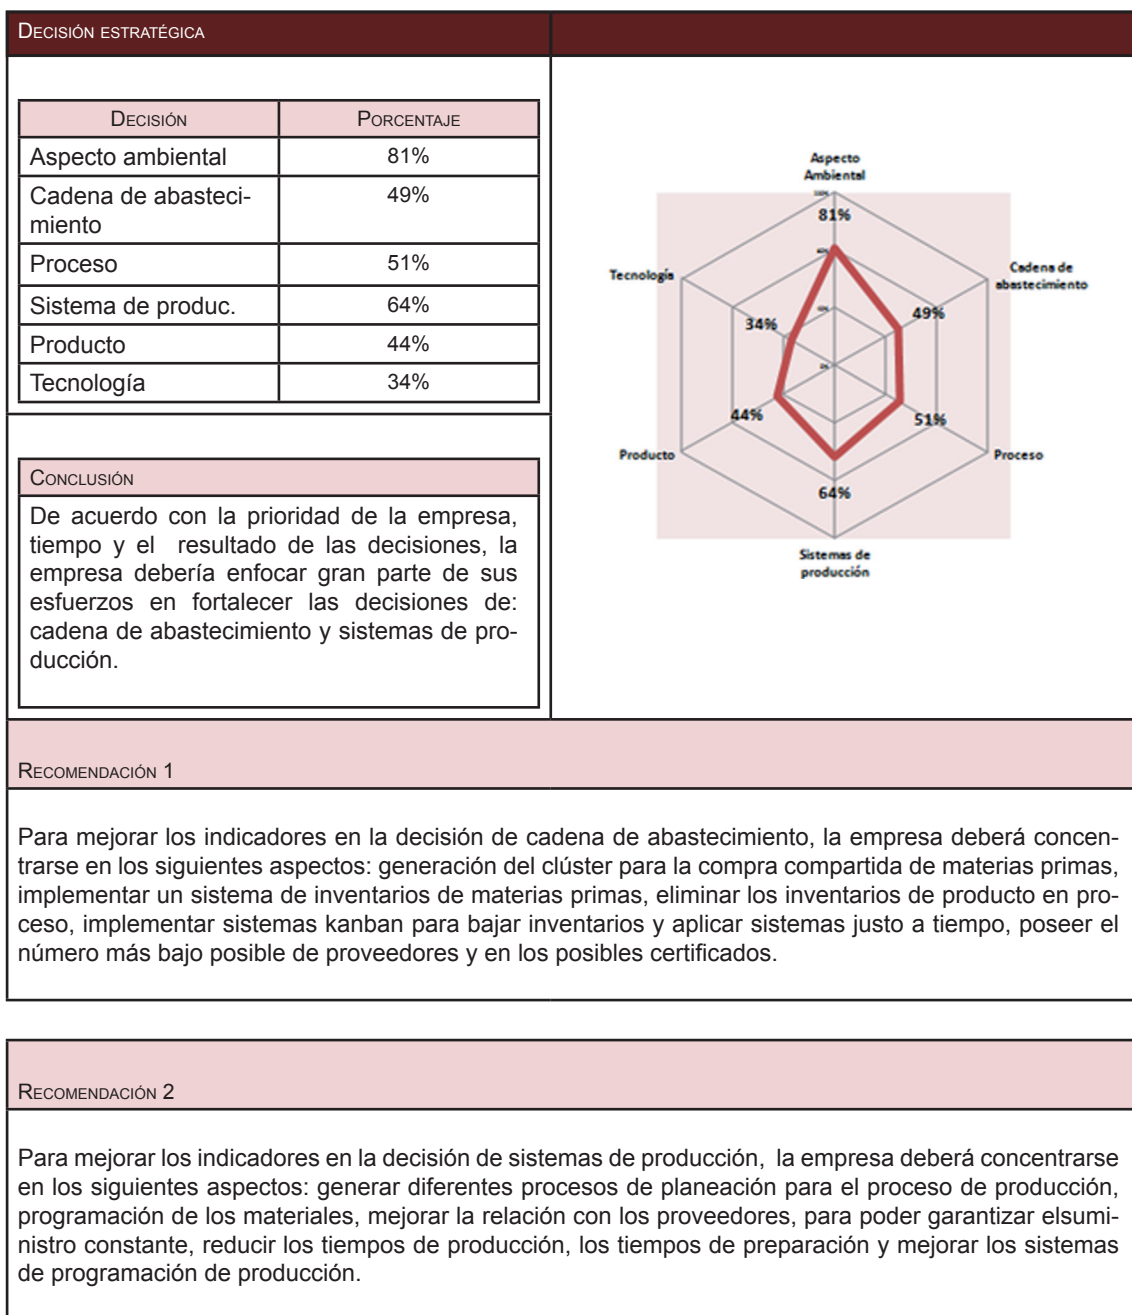 DECISIÓN ESTRATÉGICA
DECISIÓN PORCENTAJE
Aspecto ambiental 81%
Cadena de abasteci- 49%
miento
Proceso 51%
Sistema de produc. 64%
Producto 44%
Tecnología 34%
CONCLUSIÓN
De acuerdo con la prioridad de la empresa,
tiempo y el resultado de las decisiones, la
empresa debería enfocar gran parte de sus
esfuerzos en fortalecer las decisiones de:
cadena de abastecimiento y sistemas de pro-
ducción.
Aspecto
Ambiental
81%
Cadena de
abastecimiento
49%
Proceso
51%
Sistemas de
producción
64%
Producto
44%
Tecnología
34%
RECOMENDACIÓN 1
Para mejorar los indicadores en la decisión de cadena de abastecimiento, la empresa deberá concen-
trarse en los siguientes aspectos: generación del clúster para la compra compartida de materias primas,
implementar un sistema de inventarios de materias primas, eliminar los inventarios de producto en pro-
ceso, implementar sistemas kanban para bajar inventarios y aplicar sistemas justo a tiempo, poseer el
número más bajo posible de proveedores y en los posibles certificados.
RECOMENDACIÓN 2
Para mejorar los indicadores en la decisión de sistemas de producción, la empresa deberá concentrarse
en los siguientes aspectos: generar diferentes procesos de planeación para el proceso de producción,
programación de los materiales, mejorar la relación con los proveedores, para poder garantizar elsumi-
nistro constante, reducir los tiempos de producción, los tiempos de preparación y mejorar los sistemas
de programación de producción.